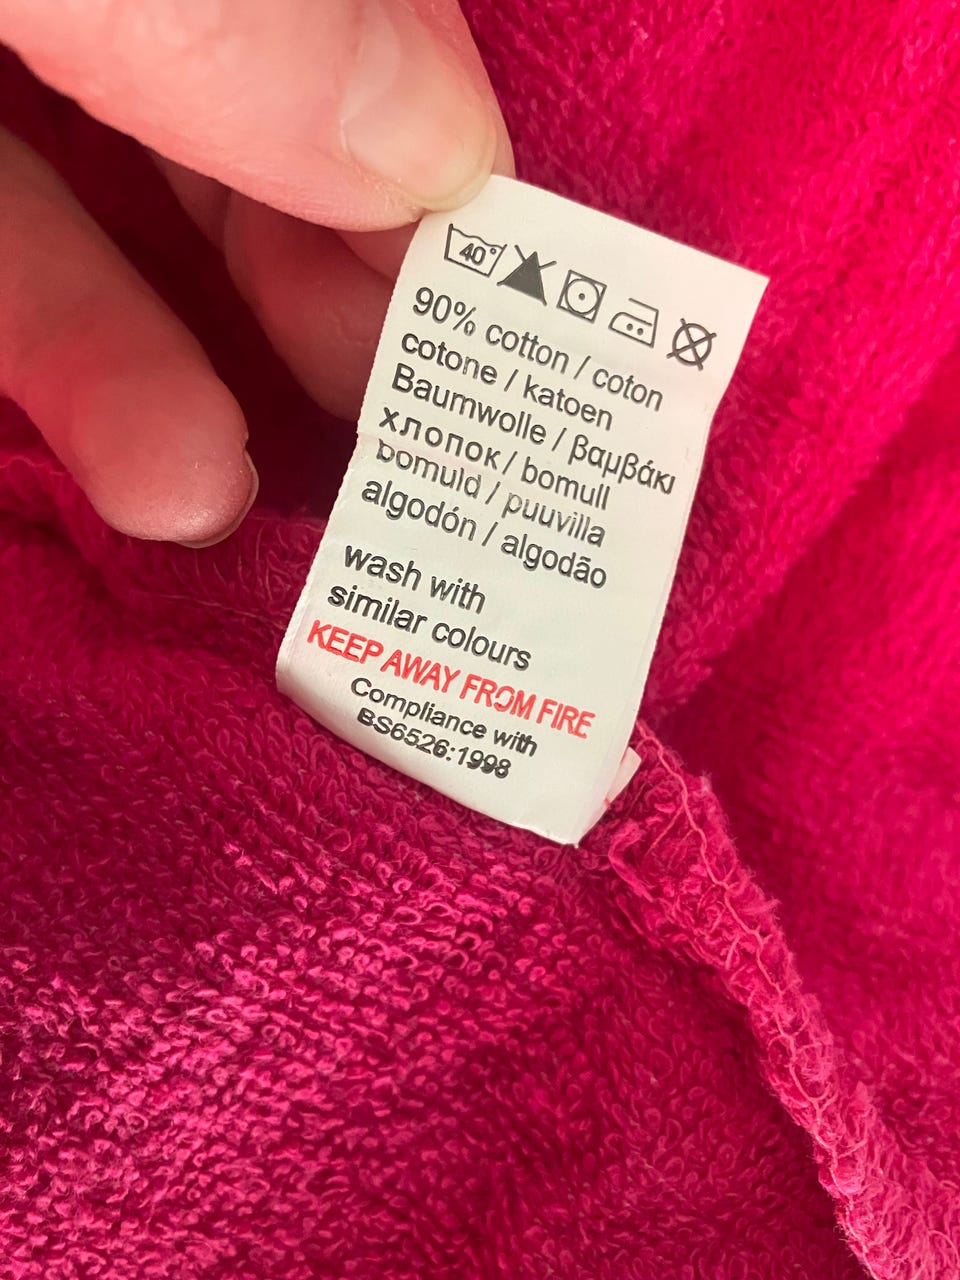 40°
90% cotton / coton
cotone / katoen
Baumwolle / βαμβάκι
хлопок / bomull
bomuld / puuvilla
algodón / algodão
wash with
similar colours
KEEP AWAY FROM FIRE
Compliance with
BS6526:1998